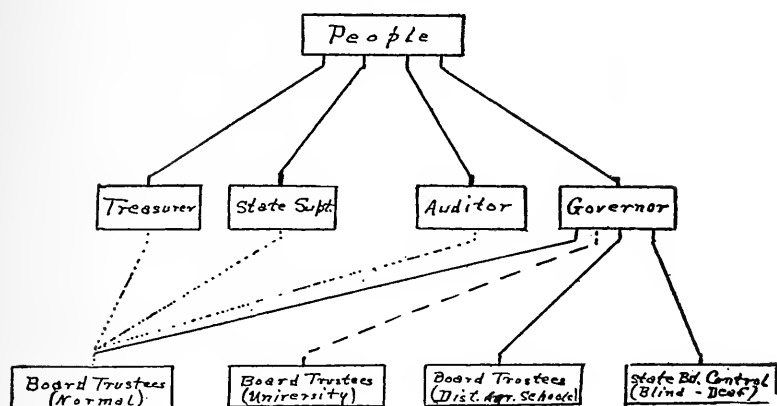 People
Treasurer
State Supt.
Auditor
Governor
Board Trustees
(Normal)
Board Trustees
(University)
Board Trustees
(Dist. Agr. Schools)
State Bd. Control
(Blind - Deaf)